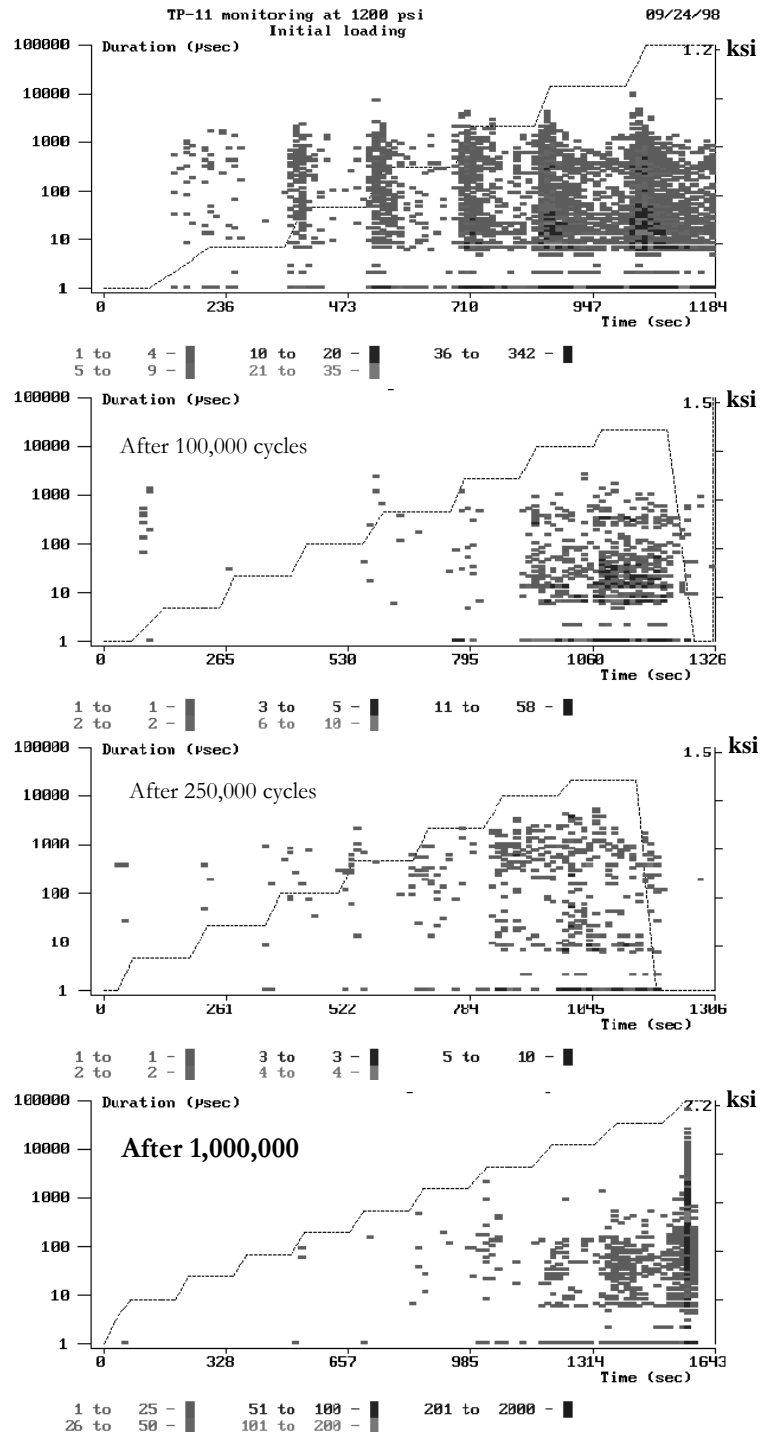 TP-11 monitoring at 1200 psi 09/24/98
Initial loading
Duration (µsec)
1.2 ksi
100000
10000
1000
100
10
1
0 236 473 710 947 1184
Time (sec)
1 to 4 - 10 to 20 - 36 to 342 -
5 to 9 - 21 to 35 -
Duration (µsec)
1.5 ksi
After 100,000 cycles
100000
10000
1000
100
10
1
0 265 530 795 1060 1326
Time (sec)
1 to 1 - 3 to 5 - 11 to 58 -
2 to 2 - 6 to 10 -
Duration (µsec)
1.5 ksi
After 250,000 cycles
100000
10000
1000
100
10
1
0 261 522 784 1045 1306
Time (sec)
1 to 1 - 3 to 3 - 5 to 10 -
2 to 2 - 4 to 4 -
Duration (µsec)
2.2 ksi
After 1,000,000
100000
10000
1000
100
10
1
0 328 657 985 1314 1643
Time (sec)
1 to 25 - 51 to 100 - 201 to 2000 -
26 to 50 - 101 to 200 -